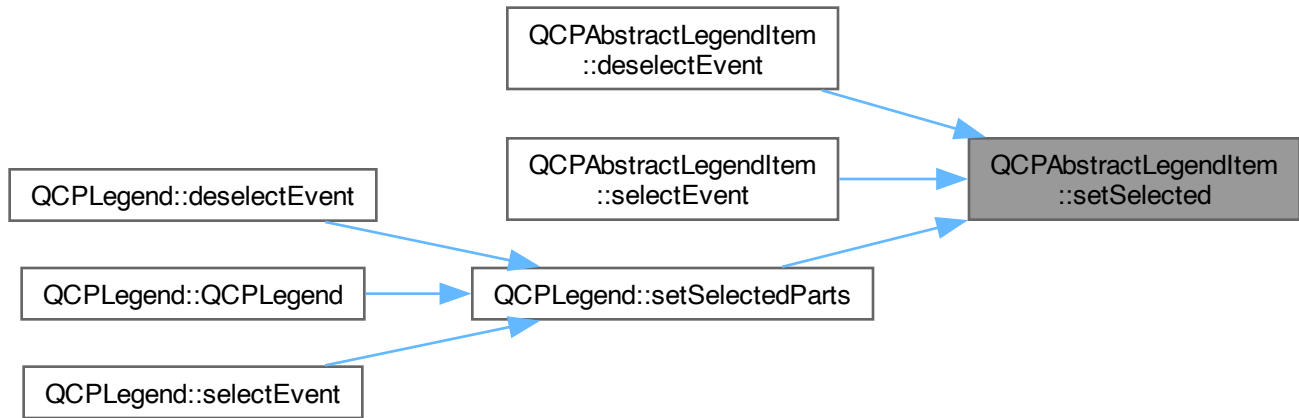 QCPAbstractLegendItem
::deselectEvent
QCPAbstractLegendItem
::selectEvent
QCPAbstractLegendItem
::setSelected
QCPLegend::deselectEvent
QCPLegend::QCPLegend
QCPLegend::setSelectedParts
QCPLegend::selectEvent